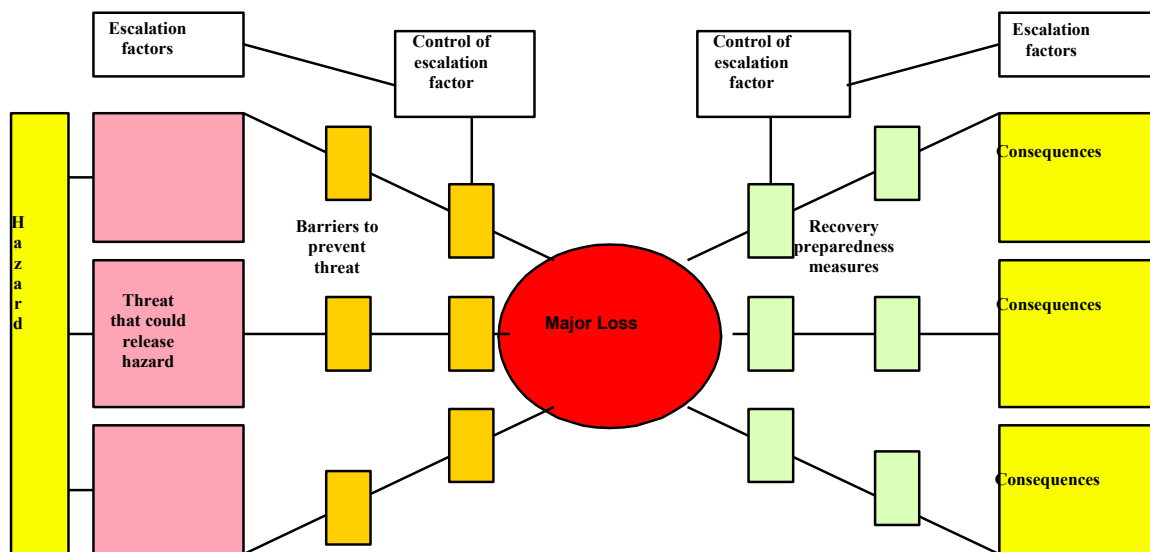 Escalation
factors
Control of
escalation
factor
Control of
escalation
factor
Escalation
factors
H
a
z
a
r
d
Barriers to
prevent
threat
Recovery
preparedness
measures
Consequences
Threat
that could
release
hazard
Major Loss
Consequences
Consequences